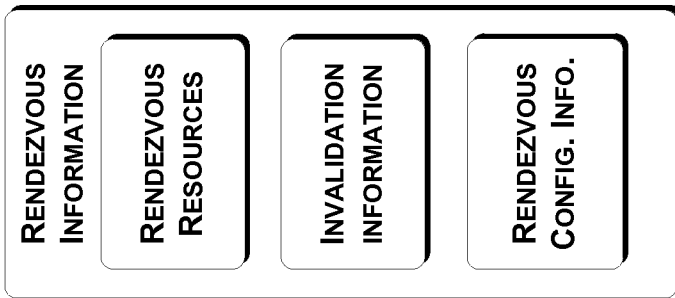 RENDEZVOUS
INFORMATION
RENDEZVOUS
RESOURCES
INVALIDATION
INFORMATION
RENDEZVOUS
CONFIG. INFO.